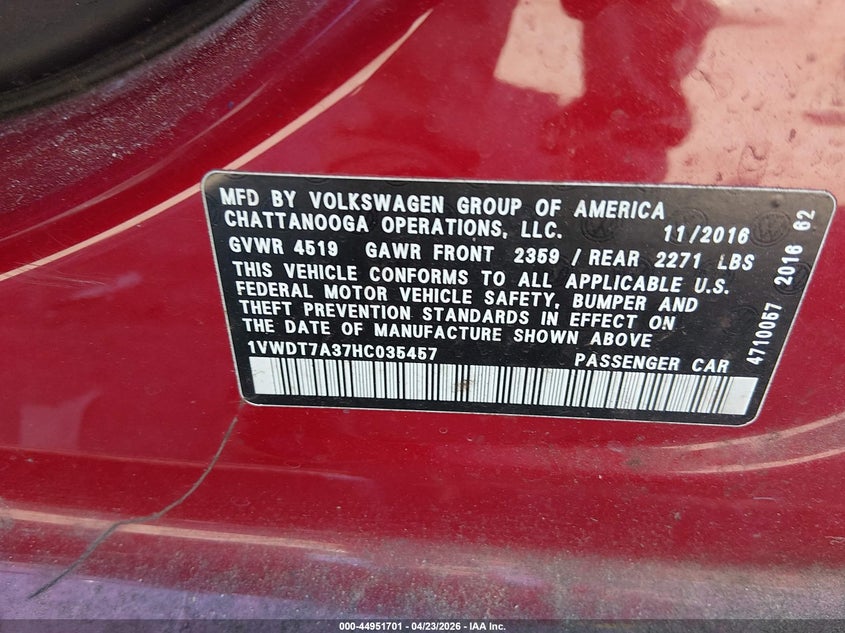 MFD BY VOLKSWAGEN GROUP OF AMERICA
CHATTANOOGA OPERATIONS, LLC. 11/2016
GVWR 4519 GAWR FRONT 2359 / REAR 2271 LBS
THIS VEHICLE CONFORMS TO ALL APPLICABLE U.S.
FEDERAL MOTOR VEHICLE SAFETY, BUMPER AND
THEFT PREVENTION STANDARDS IN EFFECT ON
THE DATE OF MANUFACTURE SHOWN ABOVE
1VWDT7A37HC035457 PASSENGER CAR
4710057 2016 62
000-44951701 | 04/23/2026 | IAA Inc.